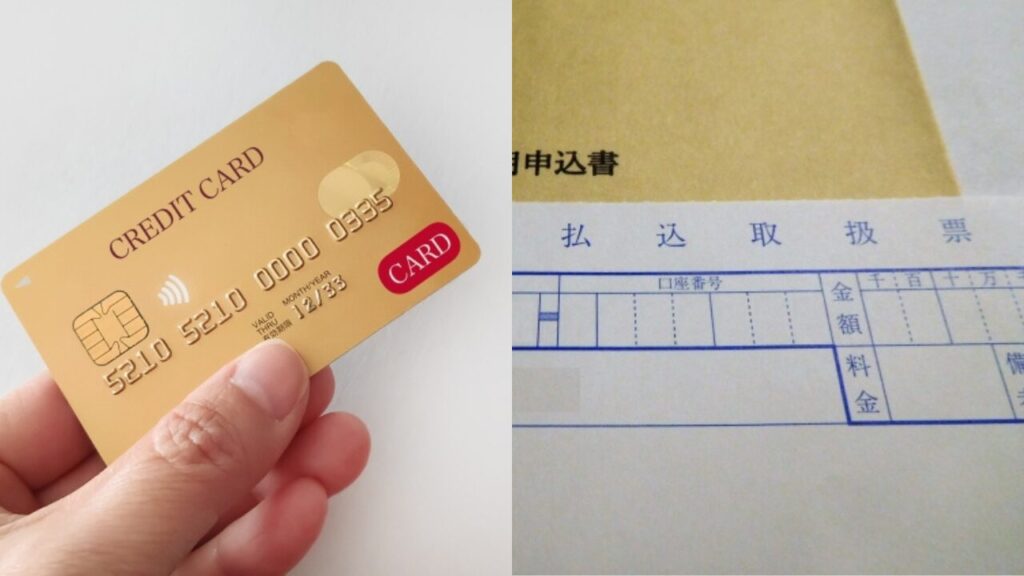 CREDIT CARD
5210 5210 0000 0335
MONTH/YEAR
VALID
THRU
12/33
CARD
申込書
払込取扱票
口座番号
金額
千百十万
料金
備